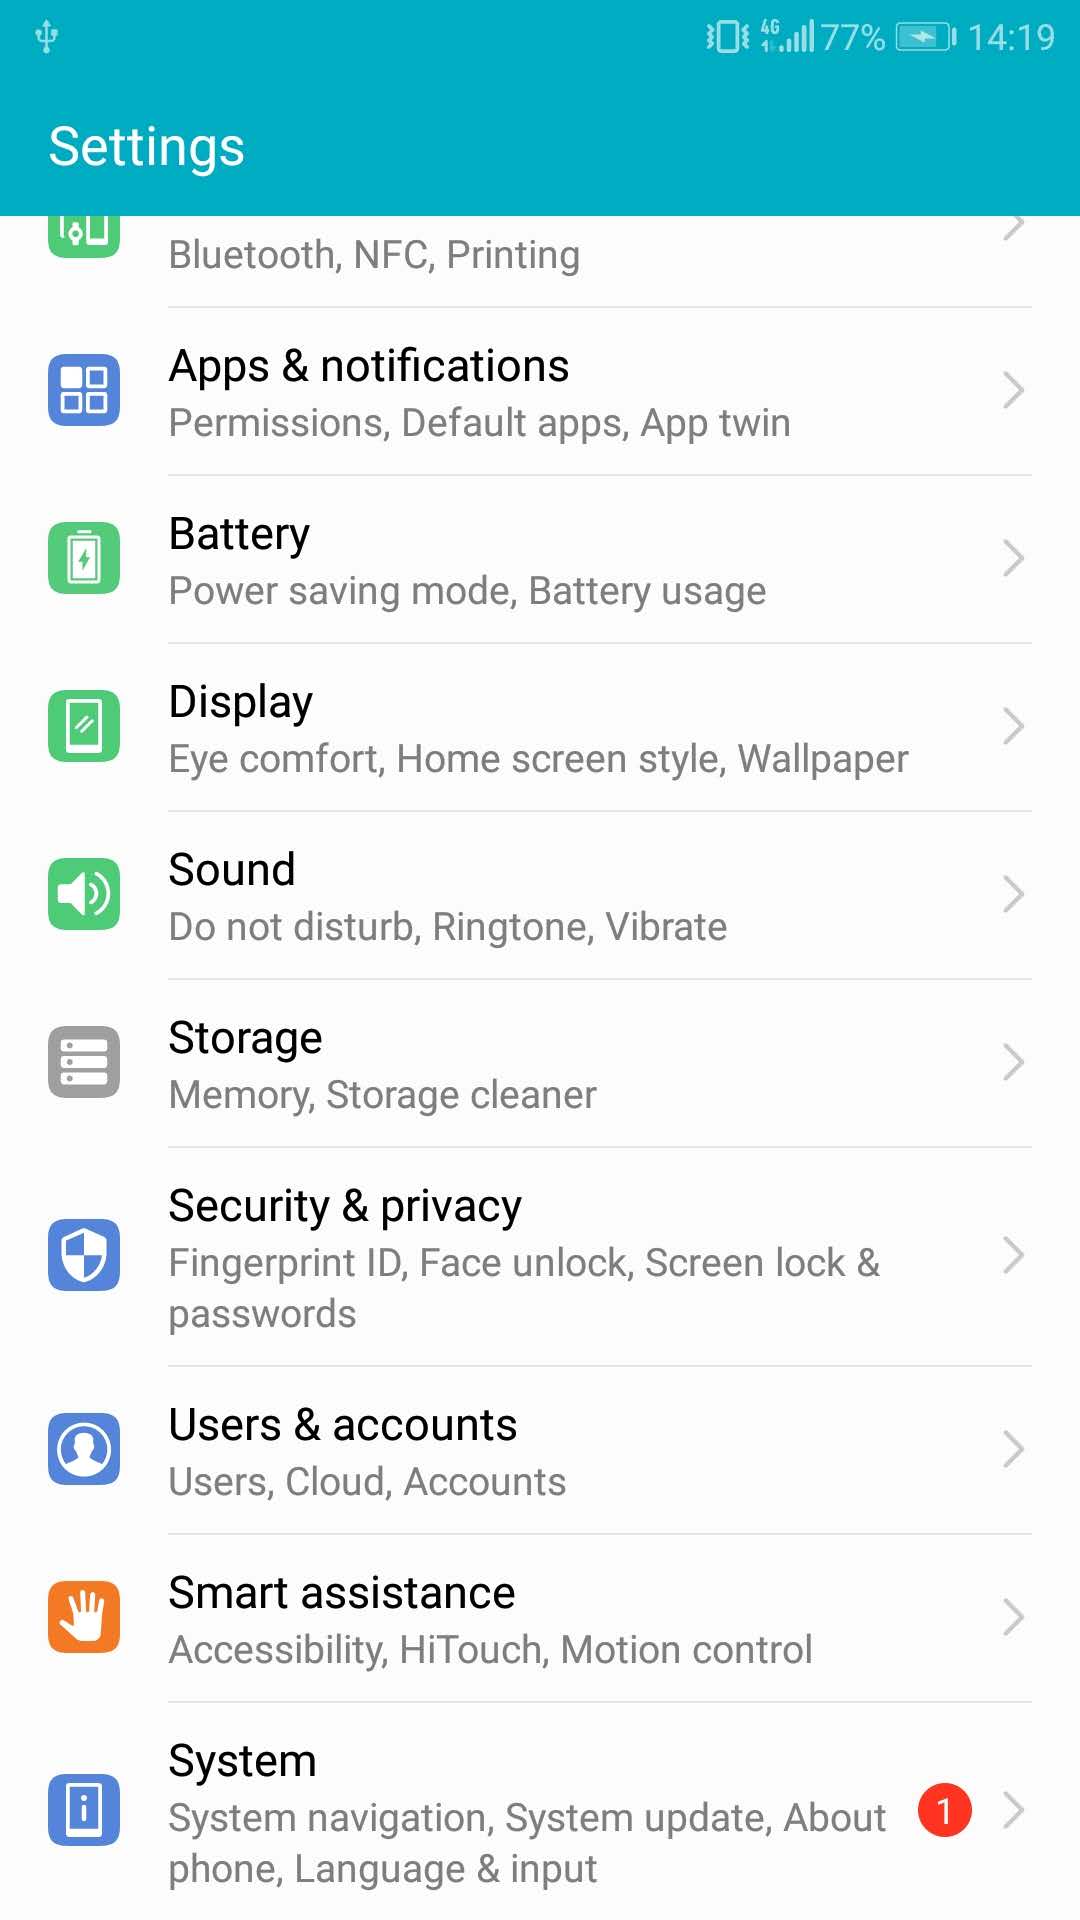 4G 77% 14:19
Settings
Bluetooth, NFC, Printing
Apps & notifications
Permissions, Default apps, App twin
Battery
Power saving mode, Battery usage
Display
Eye comfort, Home screen style, Wallpaper
Sound
Do not disturb, Ringtone, Vibrate
Storage
Memory, Storage cleaner
Security & privacy
Fingerprint ID, Face unlock, Screen lock &
passwords
Users & accounts
Users, Cloud, Accounts
Smart assistance
Accessibility, HiTouch, Motion control
System
System navigation, System update, About
phone, Language & input
1